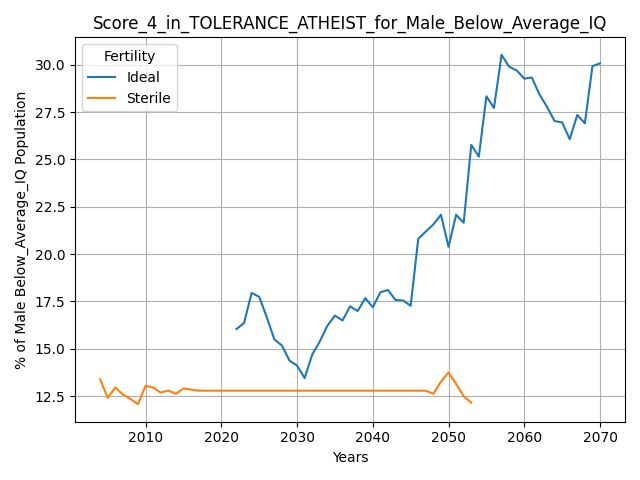 Score_4_in_TOLERANCE_ATHEIST_for_Male_Below_Average_IQ
Fertility
Ideal
Sterile
% of Male Below_Average_IQ Population
30.0
27.5
25.0
22.5
20.0
17.5
15.0
12.5
2010 2020 2030 2040 2050 2060 2070
Years